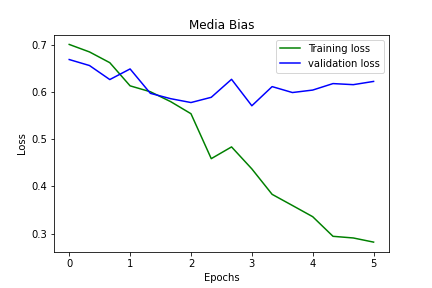 Media Bias
Training loss
validation loss
0.7
0.6
0.5
0.4
0.3
Loss
0 1 2 3 4 5
Epochs